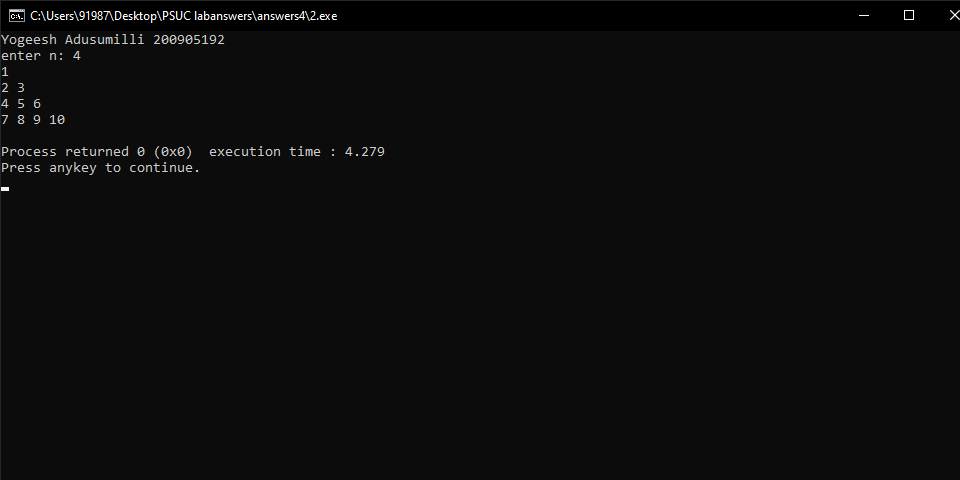 C:\Users\91987\Desktop\PSUC labanswers\answers4\2.exe
Yogeesh Adusumilli 200905192
enter n: 4
1
2 3
4 5 6
7 8 9 10
Process returned 0 (0x0)  execution time : 4.279
Press anykey to continue.